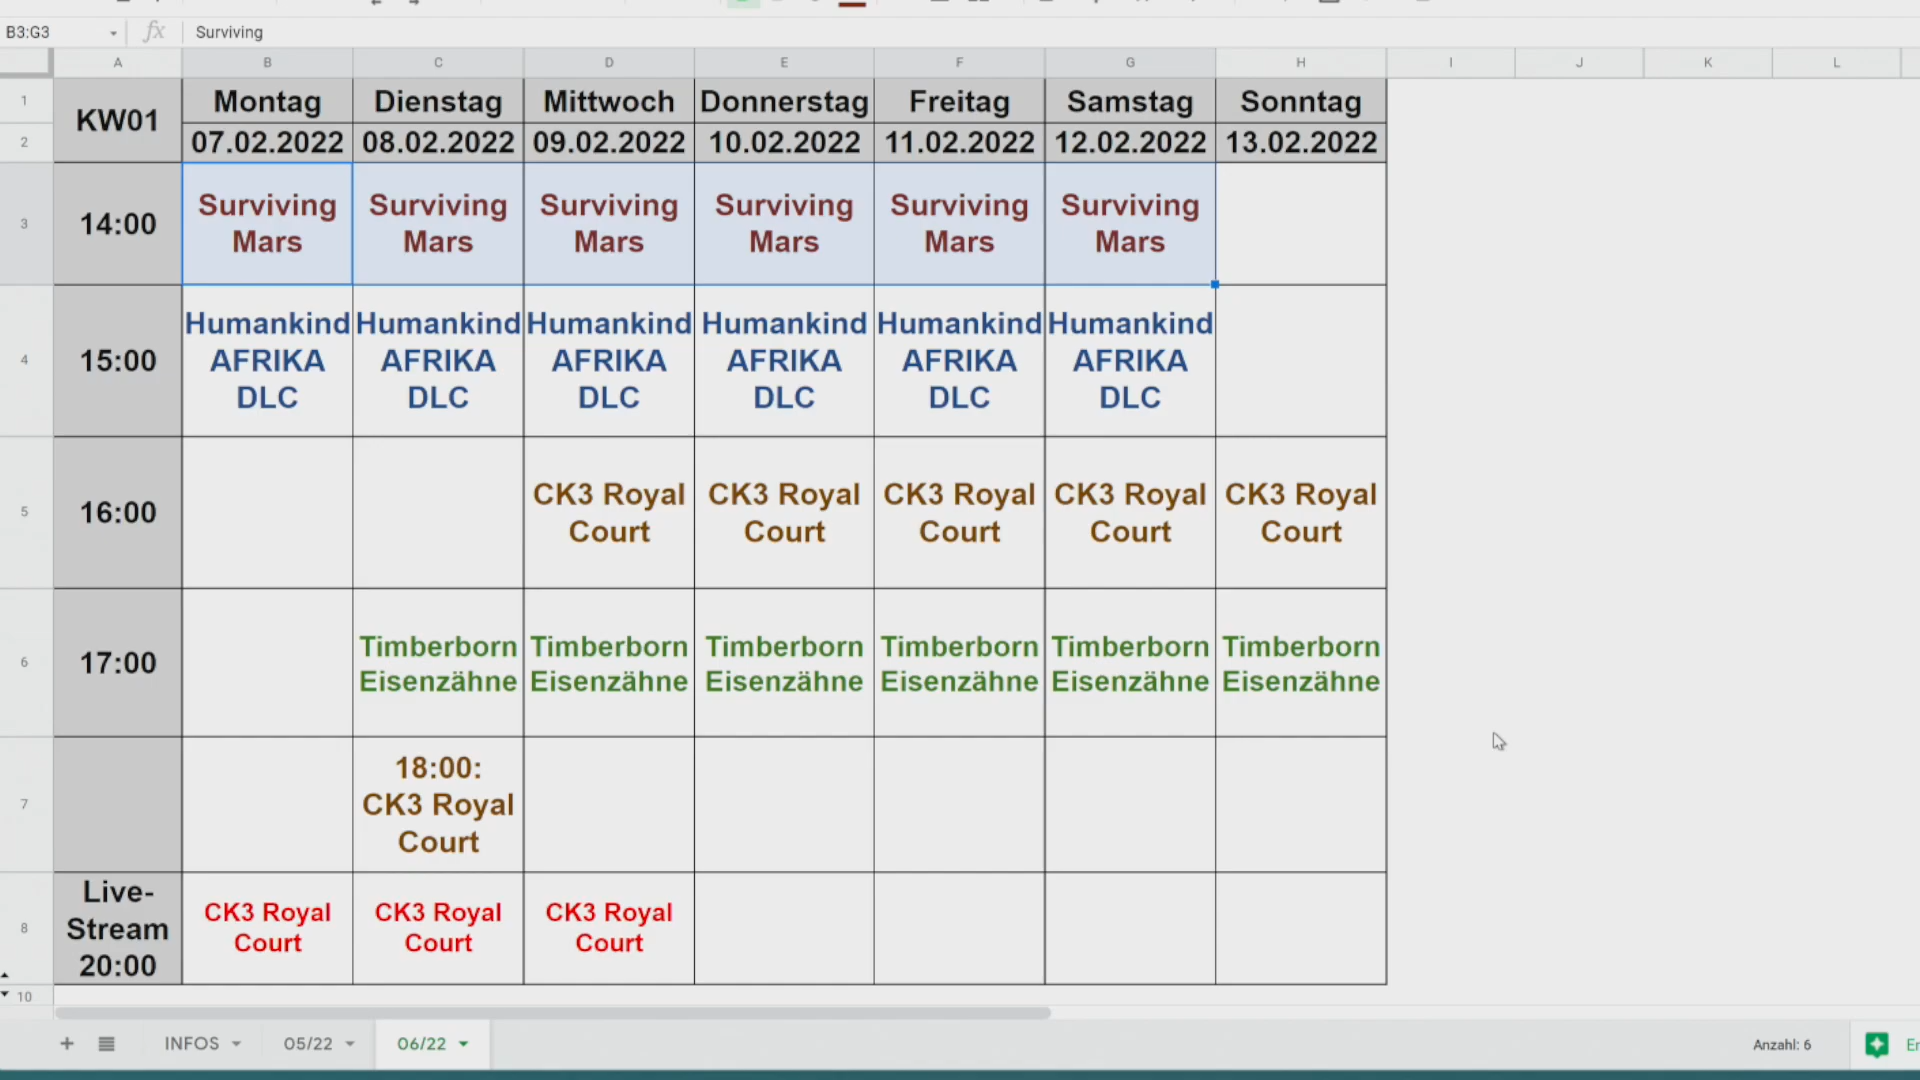 B3:G3 fx Surviving
A B C D E F G H I J K L
1 KW01 Montag Dienstag Mittwoch Donnerstag Freitag Samstag Sonntag
2 07.02.2022 08.02.2022 09.02.2022 10.02.2022 11.02.2022 12.02.2022 13.02.2022
3 14:00
Surviving Surviving Surviving Surviving Surviving Surviving
Mars Mars Mars Mars Mars Mars
4 15:00
Humankind Humankind Humankind Humankind Humankind Humankind
AFRIKA AFRIKA AFRIKA AFRIKA AFRIKA AFRIKA
DLC DLC DLC DLC DLC DLC
5 16:00
CK3 Royal CK3 Royal CK3 Royal CK3 Royal CK3 Royal
Court Court Court Court Court
6 17:00
Timberborn Timberborn Timberborn Timberborn Timberborn Timberborn
Eisenzähne Eisenzähne Eisenzähne Eisenzähne Eisenzähne Eisenzähne
7
18:00:
CK3 Royal
Court
8
Live-
Stream
20:00
CK3 Royal CK3 Royal CK3 Royal
Court Court Court
10
INFOS 05/22 06/22 Anzahl: 6